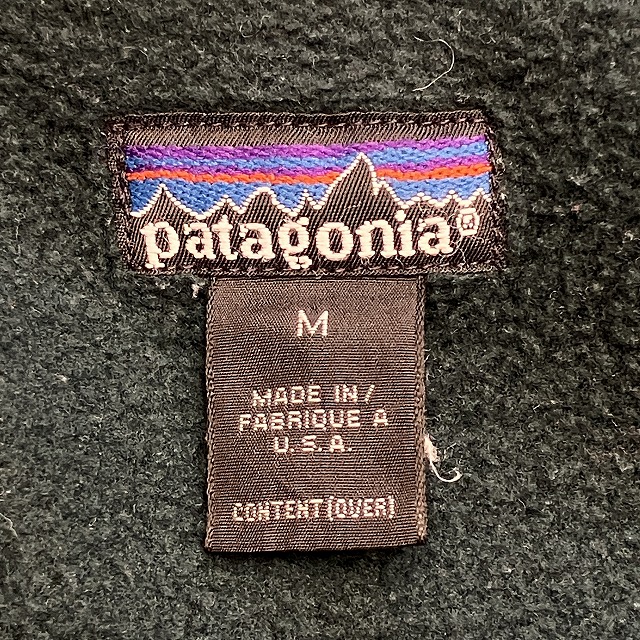 patagonia®
M
MADE IN/
FABRIQUE A
U.S.A.
CONTENT(OVER)